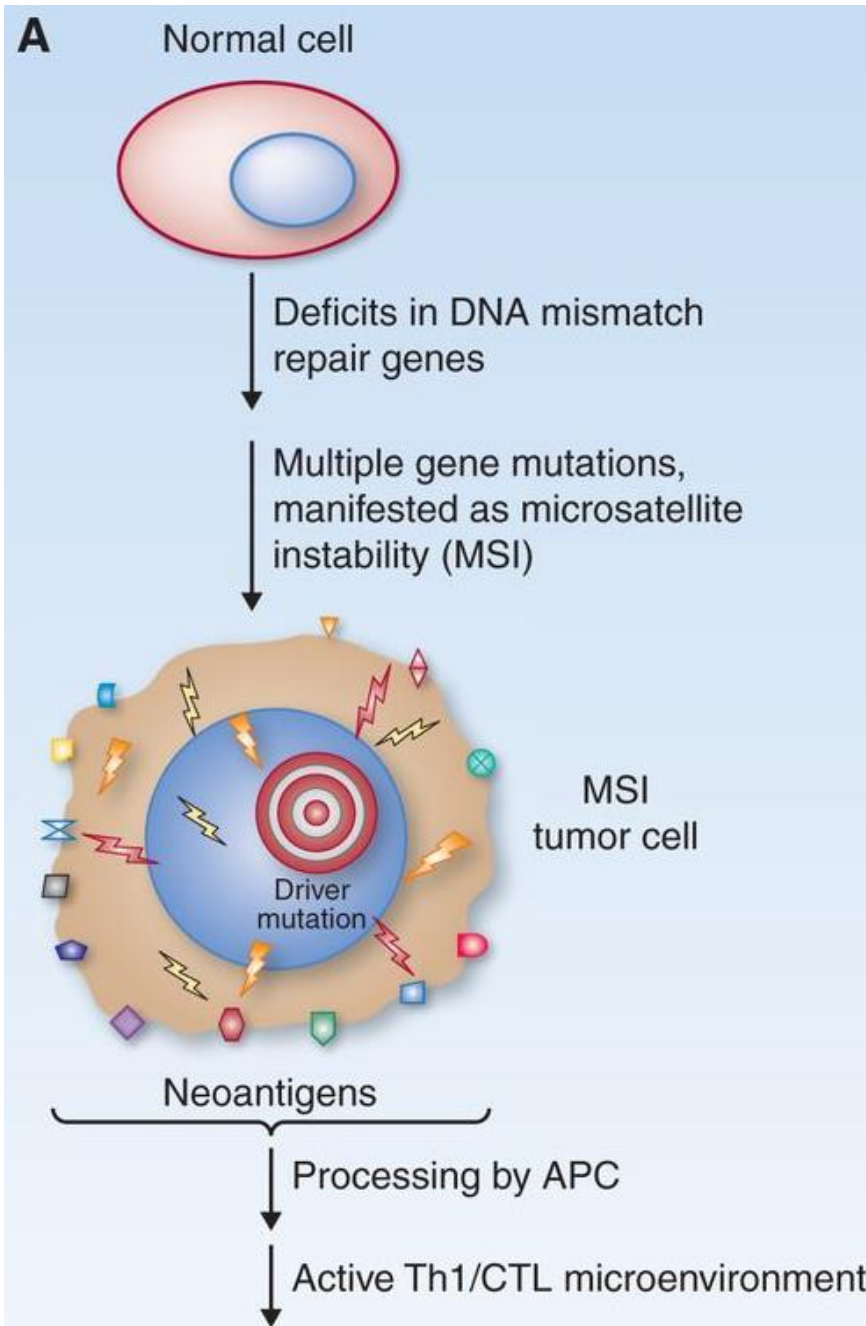 A
Normal cell
Deficits in DNA mismatch
repair genes
Multiple gene mutations,
manifested as microsatellite
instability (MSI)
MSI
tumor cell
Driver
mutation
Neoantigens
Processing by APC
Active Th1/CTL microenvironment